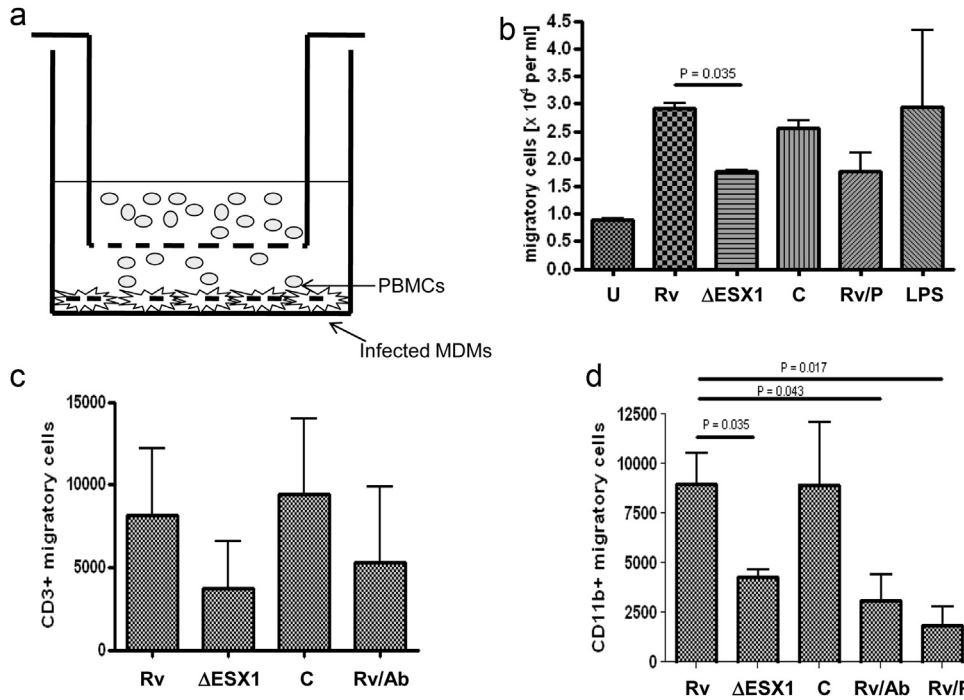 a
PBMCs
Infected MDMs
b
migratory cells [x 10⁴ per ml]
4.5
4.0
3.5
3.0
2.5
2.0
1.5
1.0
0.5
0.0
P = 0.035
U Rv ΔESX1 C Rv/P LPS
c
CD3+ migratory cells
15000
10000
5000
0
Rv ΔESX1 C Rv/Ab
d
CD11b+ migratory cells
12500
10000
7500
5000
2500
0
P = 0.017
P = 0.043
P = 0.035
Rv ΔESX1 C Rv/Ab Rv/P